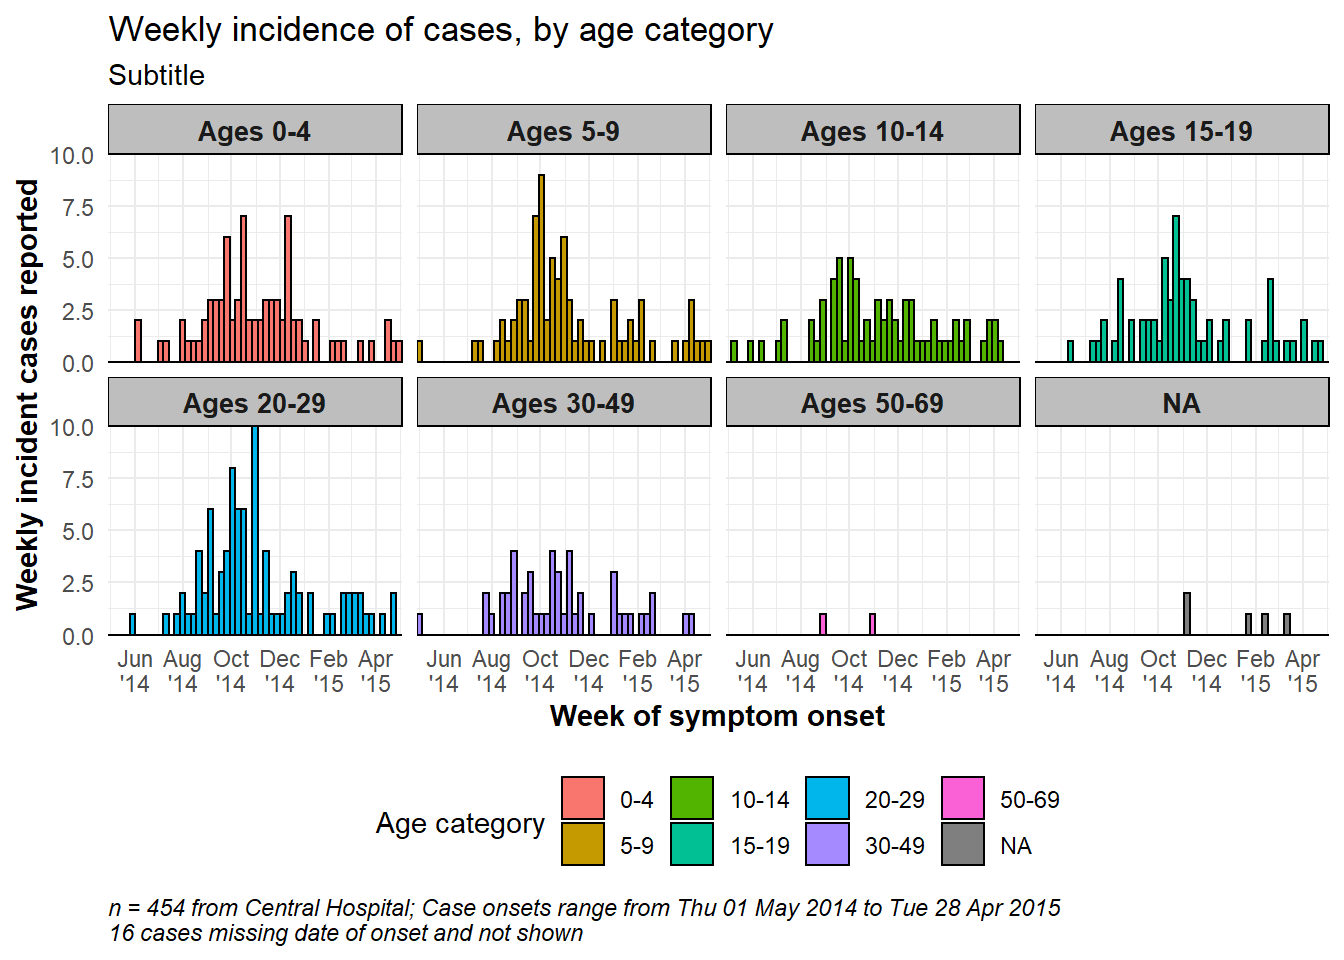 Weekly incidence of cases, by age category
Subtitle
Ages 0-4
Ages 5-9
Ages 10-14
Ages 15-19
10.0
7.5
5.0
2.5
0.0
Weekly incident cases reported
Ages 20-29
Ages 30-49
Ages 50-69
NA
10.0
7.5
5.0
2.5
0.0
Jun Aug Oct Dec Feb Apr
'14 '14 '14 '14 '15 '15
Jun Aug Oct Dec Feb Apr
'14 '14 '14 '14 '15 '15
Jun Aug Oct Dec Feb Apr
'14 '14 '14 '14 '15 '15
Jun Aug Oct Dec Feb Apr
'14 '14 '14 '14 '15 '15
Week of symptom onset
Age category
0-4 10-14 20-29 50-69
5-9 15-19 30-49 NA
n = 454 from Central Hospital; Case onsets range from Thu 01 May 2014 to Tue 28 Apr 2015
16 cases missing date of onset and not shown